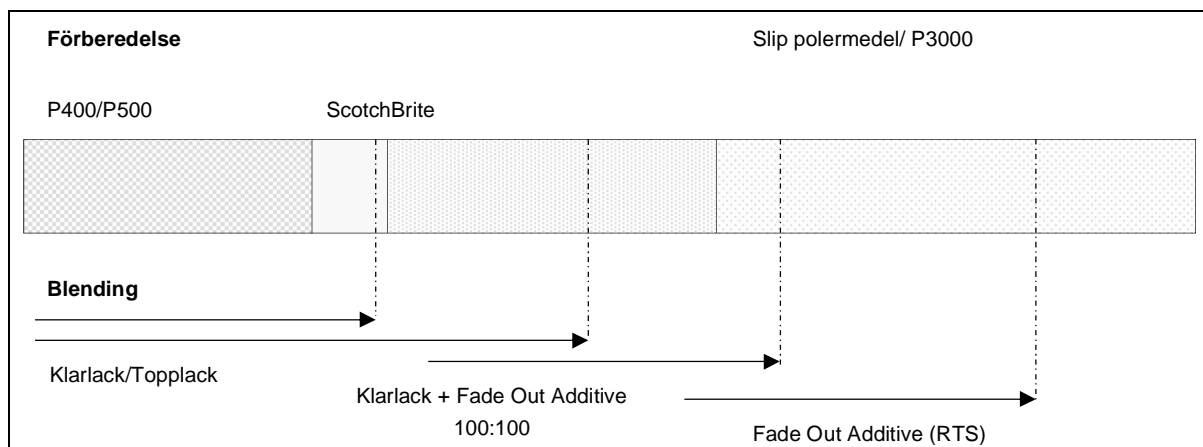 Förberedelse
Slip polermedel/ P3000
P400/P500
ScotchBrite
Blending
Klarlack/Topplack
Klarlack + Fade Out Additive
100:100
Fade Out Additive (RTS)